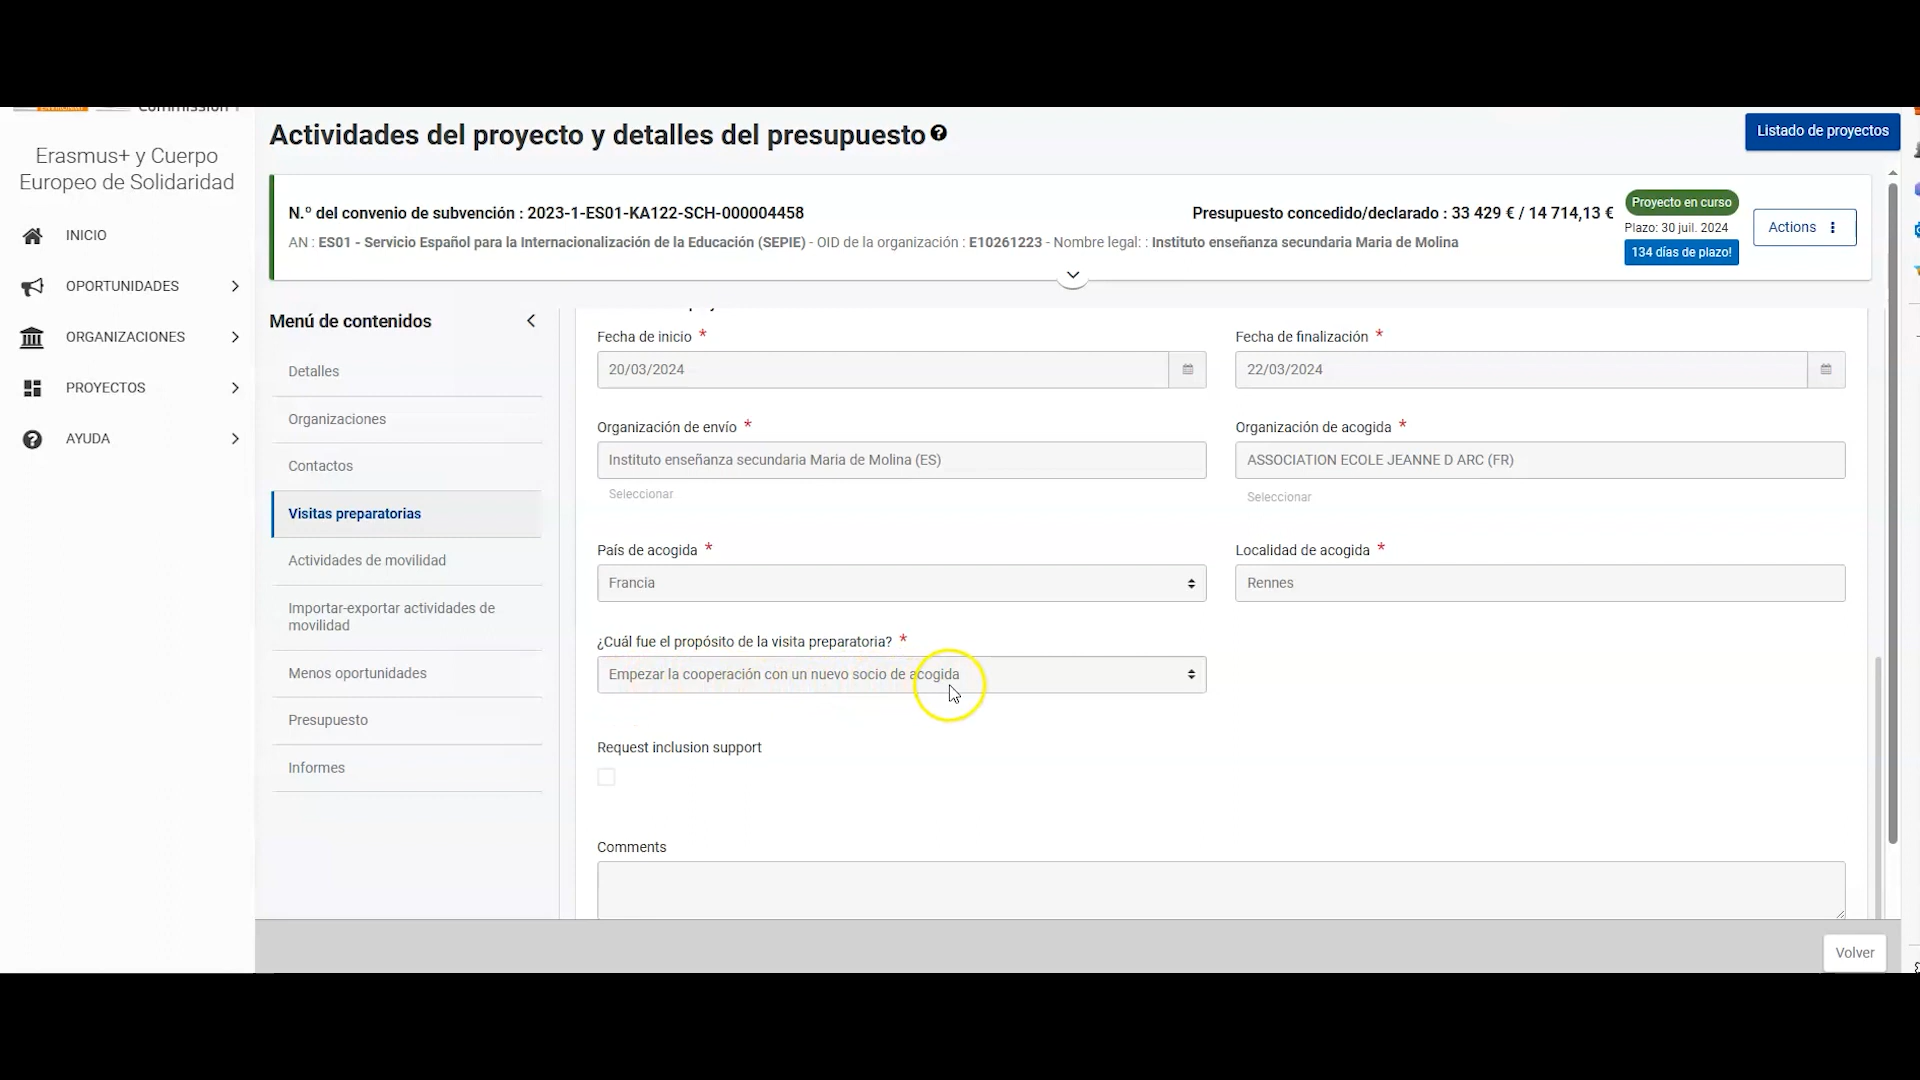 Actividades del proyecto y detalles del presupuesto
Listado de proyectos
Erasmus+ y Cuerpo
Europeo de Solidaridad
INICIO
OPORTUNIDADES
ORGANIZACIONES
PROYECTOS
AYUDA
N.º del convenio de subvención : 2023-1-ES01-KA122-SCH-000004458
Presupuesto concedido/declarado : 33 429 € / 14 714,13 €
Proyecto en curso
Plazo: 30 juil. 2024
134 días de plazo!
Actions
AN : ES01 - Servicio Español para la Internacionalización de la Educación (SEPIE) - OID de la organización : E10261223 - Nombre legal: : Instituto enseñanza secundaria Maria de Molina
Menú de contenidos
Detalles
Organizaciones
Contactos
Visitas preparatorias
Actividades de movilidad
Importar-exportar actividades de
movilidad
Menos oportunidades
Presupuesto
Informes
Fecha de inicio *
20/03/2024
Fecha de finalización *
22/03/2024
Organización de envío *
Instituto enseñanza secundaria Maria de Molina (ES)
Seleccionar
Organización de acogida *
ASSOCIATION ECOLE JEANNE D ARC (FR)
Seleccionar
País de acogida *
Francia
Localidad de acogida *
Rennes
¿Cuál fue el propósito de la visita preparatoria? *
Empezar la cooperación con un nuevo socio de acogida
Request inclusion support
Comments
Volver